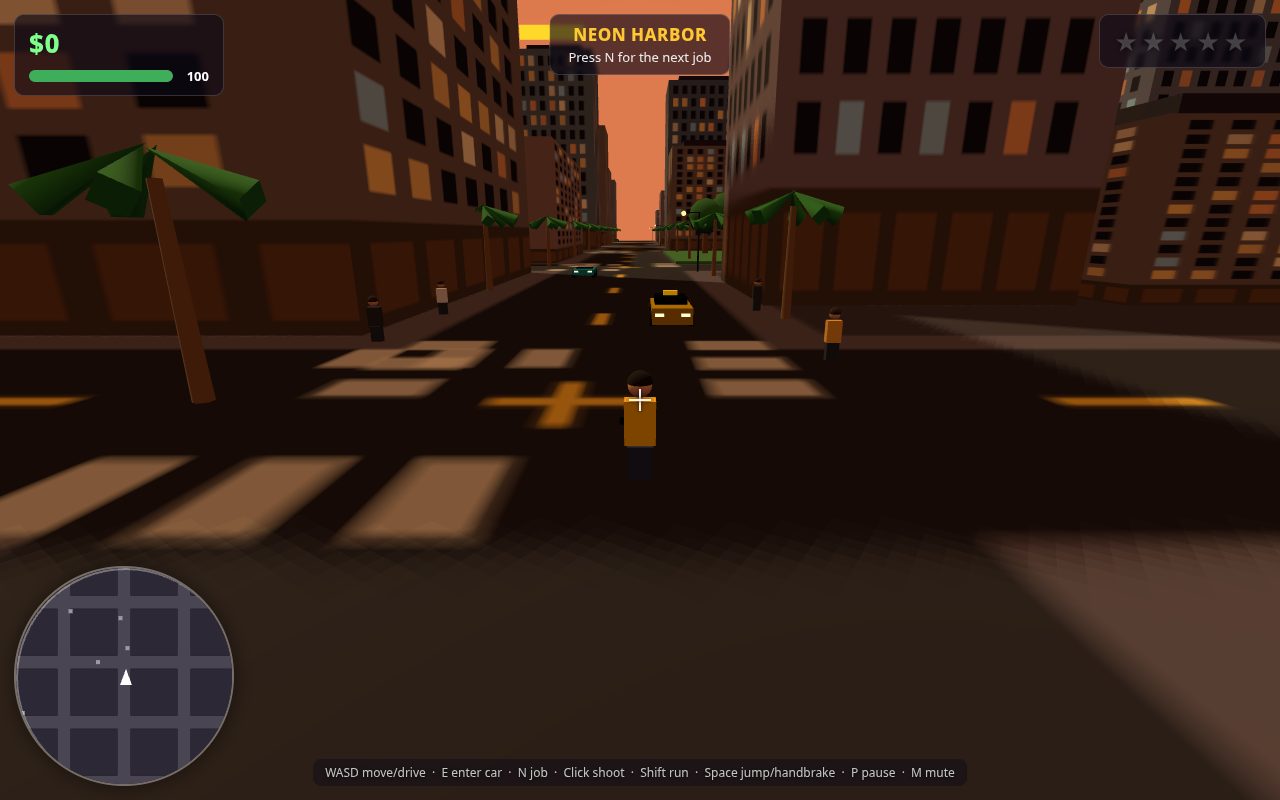 $0
100
NEON HARBOR
Press N for the next job
WASD move/drive · E enter car · N job · Click shoot · Shift run · Space jump/handbrake · P pause · M mute